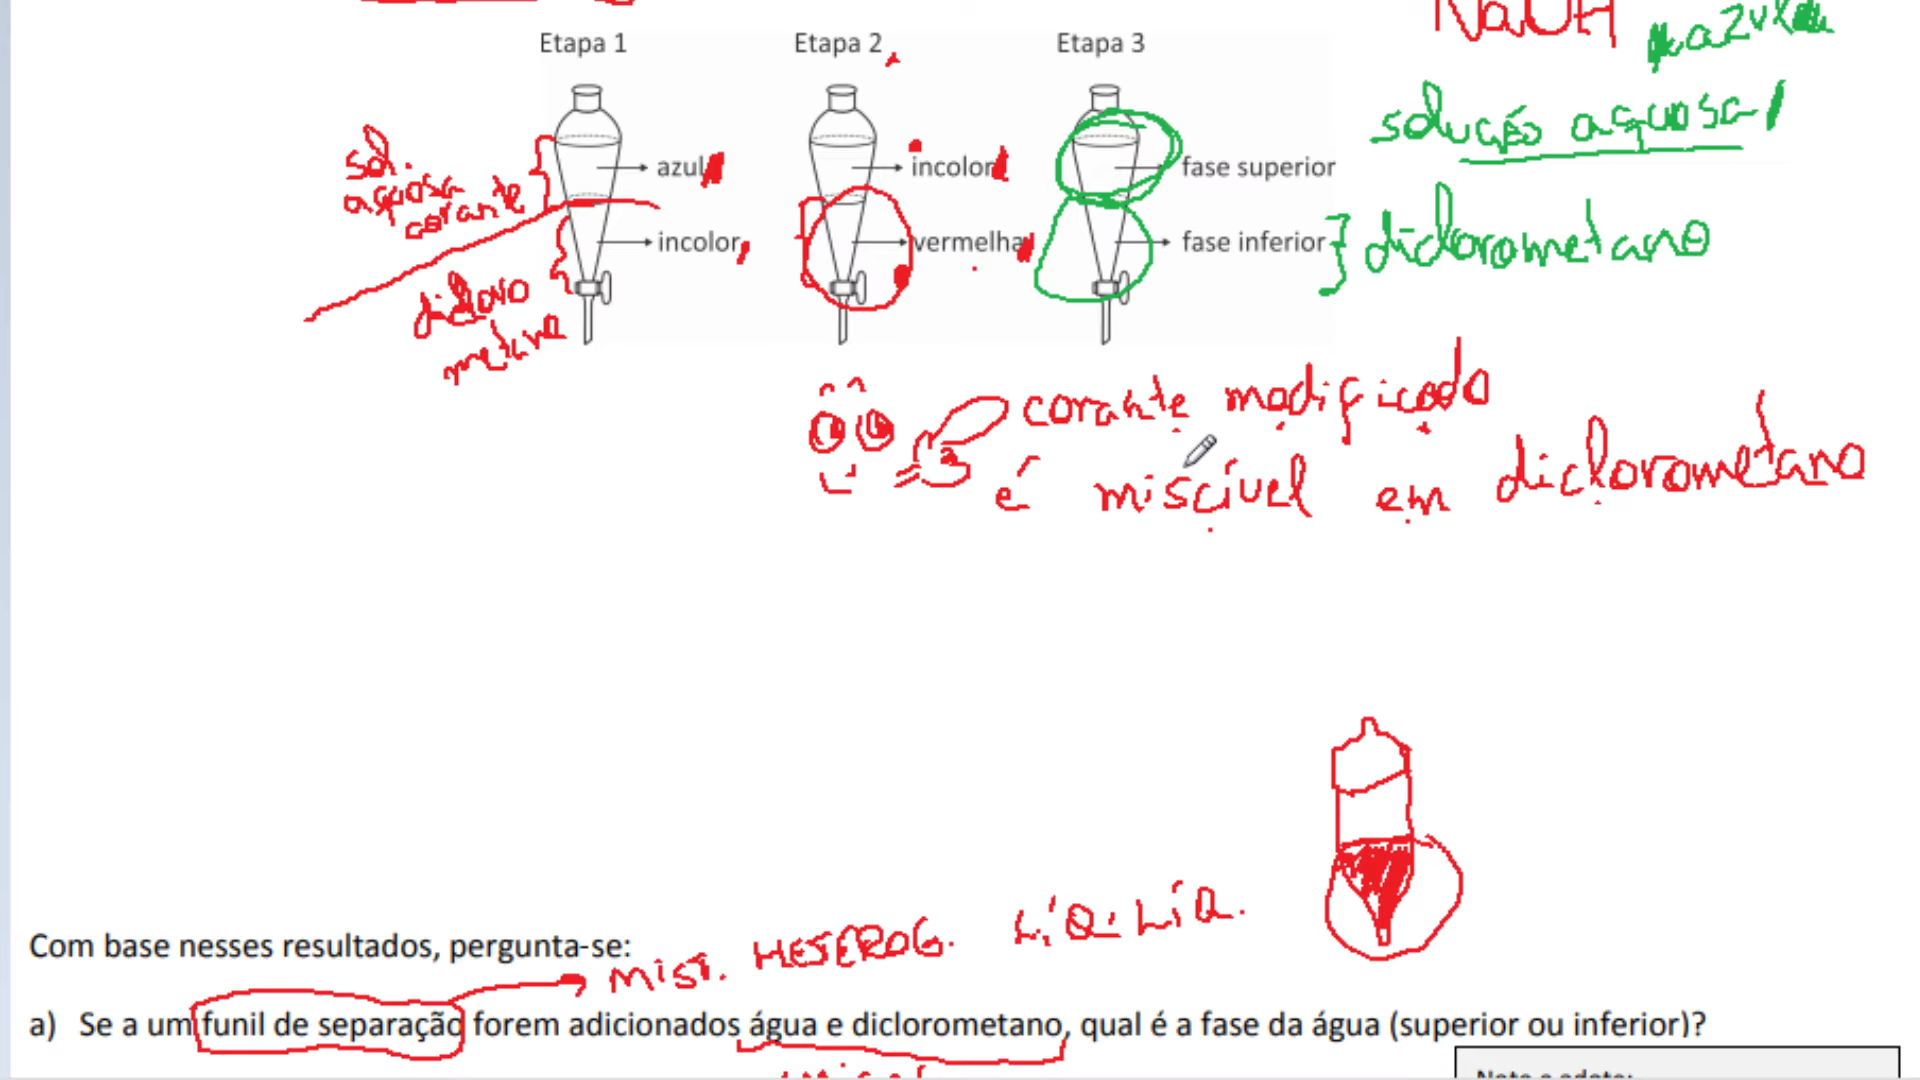 NaOH
Etapa 1 Etapa 2 Etapa 3
solução aquosa
sol.
aquosa
corante
azul
incolor
fase superior
incolor
vermelha
fase inferior
diclorometano
dicloro
metano
corante modificado
é miscível em diclorometano
Com base nesses resultados, pergunta-se:
MIST. HETEROG. LÍQ. LÍQ.
a) Se a um funil de separação forem adicionados água e diclorometano, qual é a fase da água (superior ou inferior)?